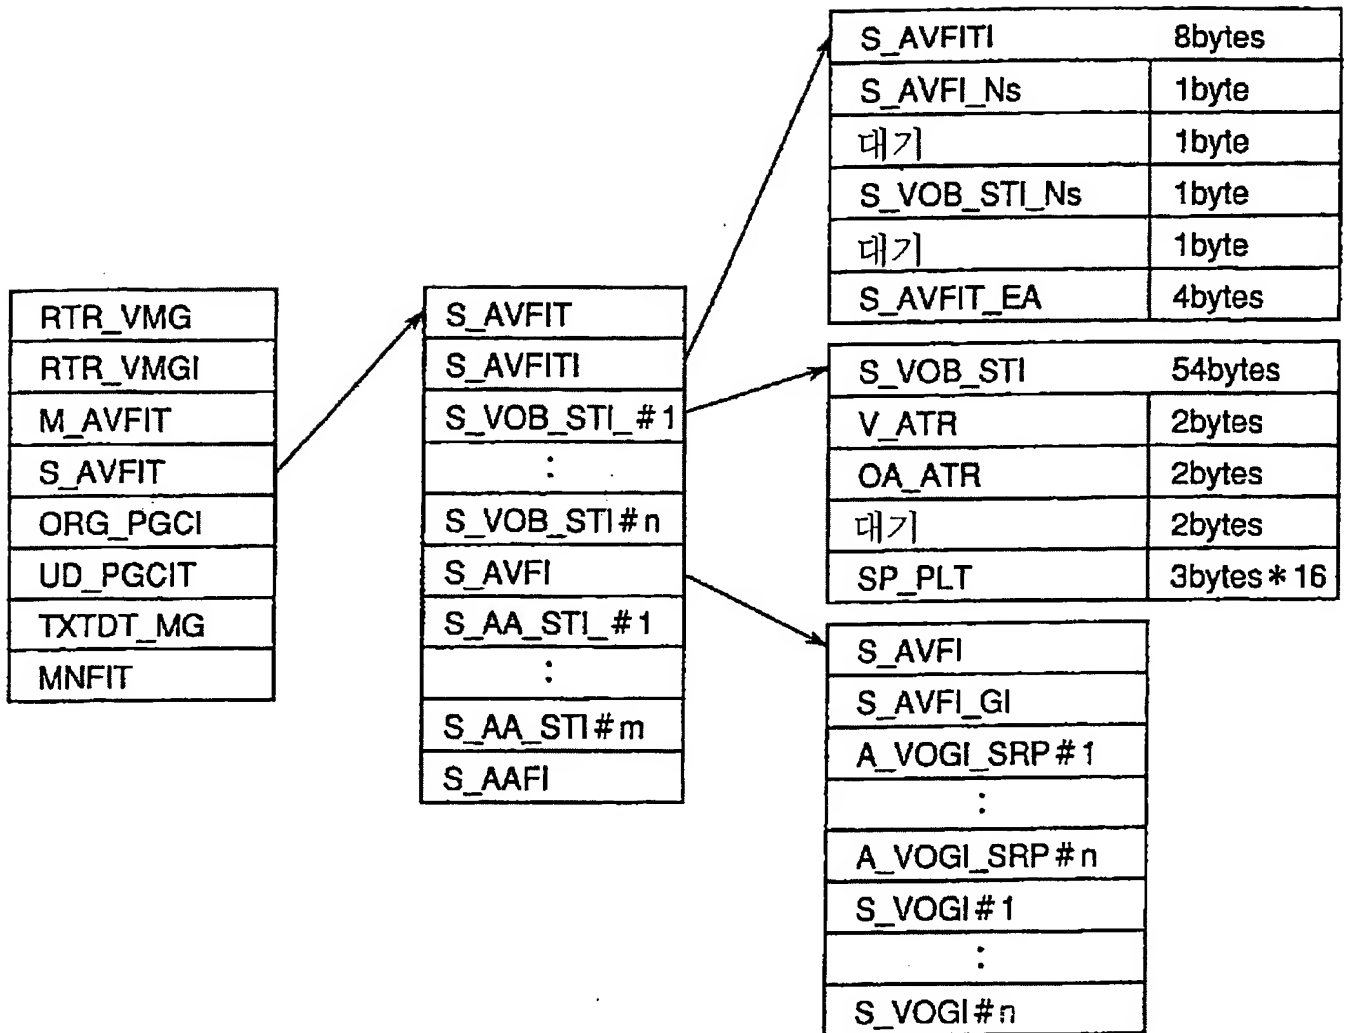 RTR_VMG
RTR_VMGI
M_AVFIT
S_AVFIT
ORG_PGCI
UD_PGCIT
TXTDT_MG
MNFIT
S_AVFIT
S_AVFITI
S_VOB_STI_#1
:
S_VOB_STI#n
S_AVFI
S_AA_STI_#1
:
S_AA_STI#m
S_AAFI
S_AVFITI 8bytes
S_AVFI_Ns 1byte
대기 1byte
S_VOB_STI_Ns 1byte
대기 1byte
S_AVFIT_EA 4bytes
S_VOB_STI 54bytes
V_ATR 2bytes
OA_ATR 2bytes
대기 2bytes
SP_PLT 3bytes*16
S_AVFI
S_AVFI_GI
A_VOGI_SRP#1
:
A_VOGI_SRP#n
S_VOGI#1
:
S_VOGI#n